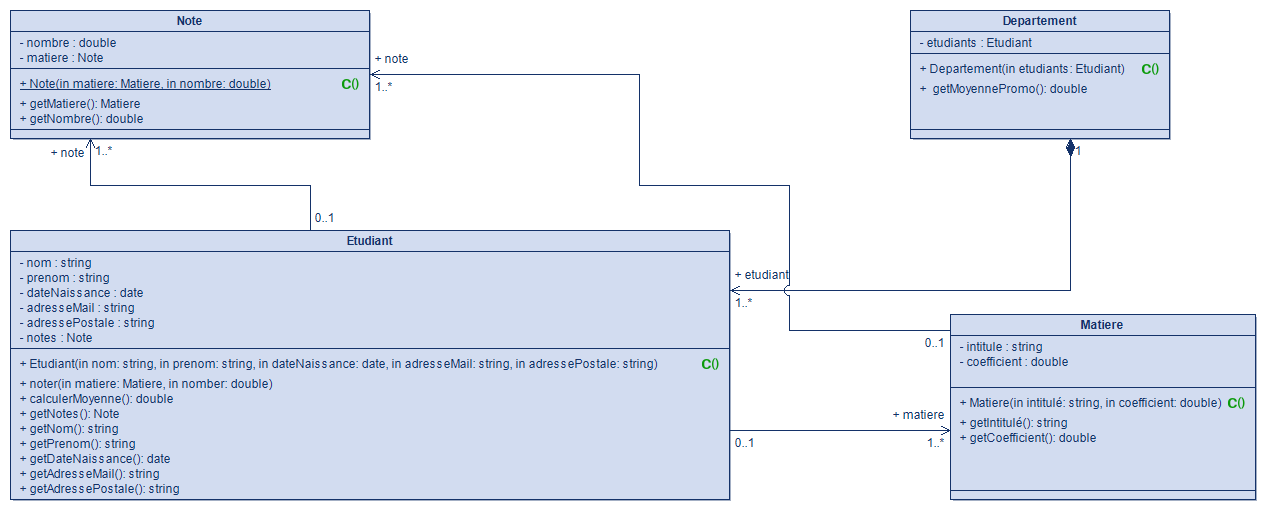 Note
- nombre : double
- matiere : Note
+ Note(in matiere: Matiere, in nombre: double) C()
+ getMatiere(): Matiere
+ getNombre(): double
+ note
1..*
Departement
- etudiants : Etudiant
+ Departement(in etudiants: Etudiant) C()
+ getMoyennePromo(): double
1
+ note
1..*
0..1
Etudiant
- nom : string
- prenom : string
- dateNaissance : date
- adresseMail : string
- adressePostale : string
- notes : Note
+ Etudiant(in nom: string, in prenom: string, in dateNaissance: date, in adresseMail: string, in adressePostale: string) C()
+ noter(in matiere: Matiere, in nomber: double)
+ calculerMoyenne(): double
+ getNotes(): Note
+ getNom(): string
+ getPrenom(): string
+ getDateNaissance(): date
+ getAdresseMail(): string
+ getAdressePostale(): string
+ etudiant
1..*
0..1
+ matiere
0..1
1..*
Matiere
- intitule : string
- coefficient : double
+ Matiere(in intitulé: string, in coefficient: double) C()
+ getIntitulé(): string
+ getCoefficient(): double